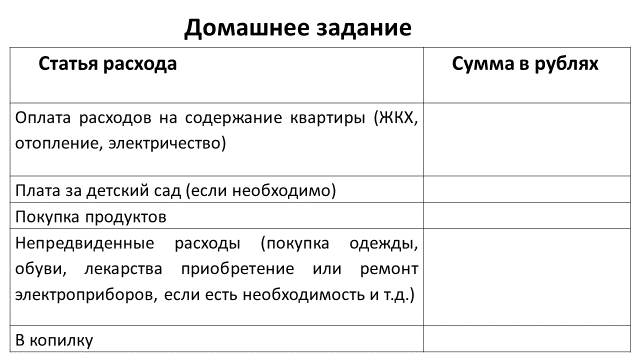 Домашнее задание
Статья расхода
Сумма в рублях
Оплата расходов на содержание квартиры (ЖКХ,
отопление, электричество)
Плата за детский сад (если необходимо)
Покупка продуктов
Непредвиденные расходы (покупка одежды,
обуви, лекарства приобретение или ремонт
электроприборов, если есть необходимость и т.д.)
В копилку